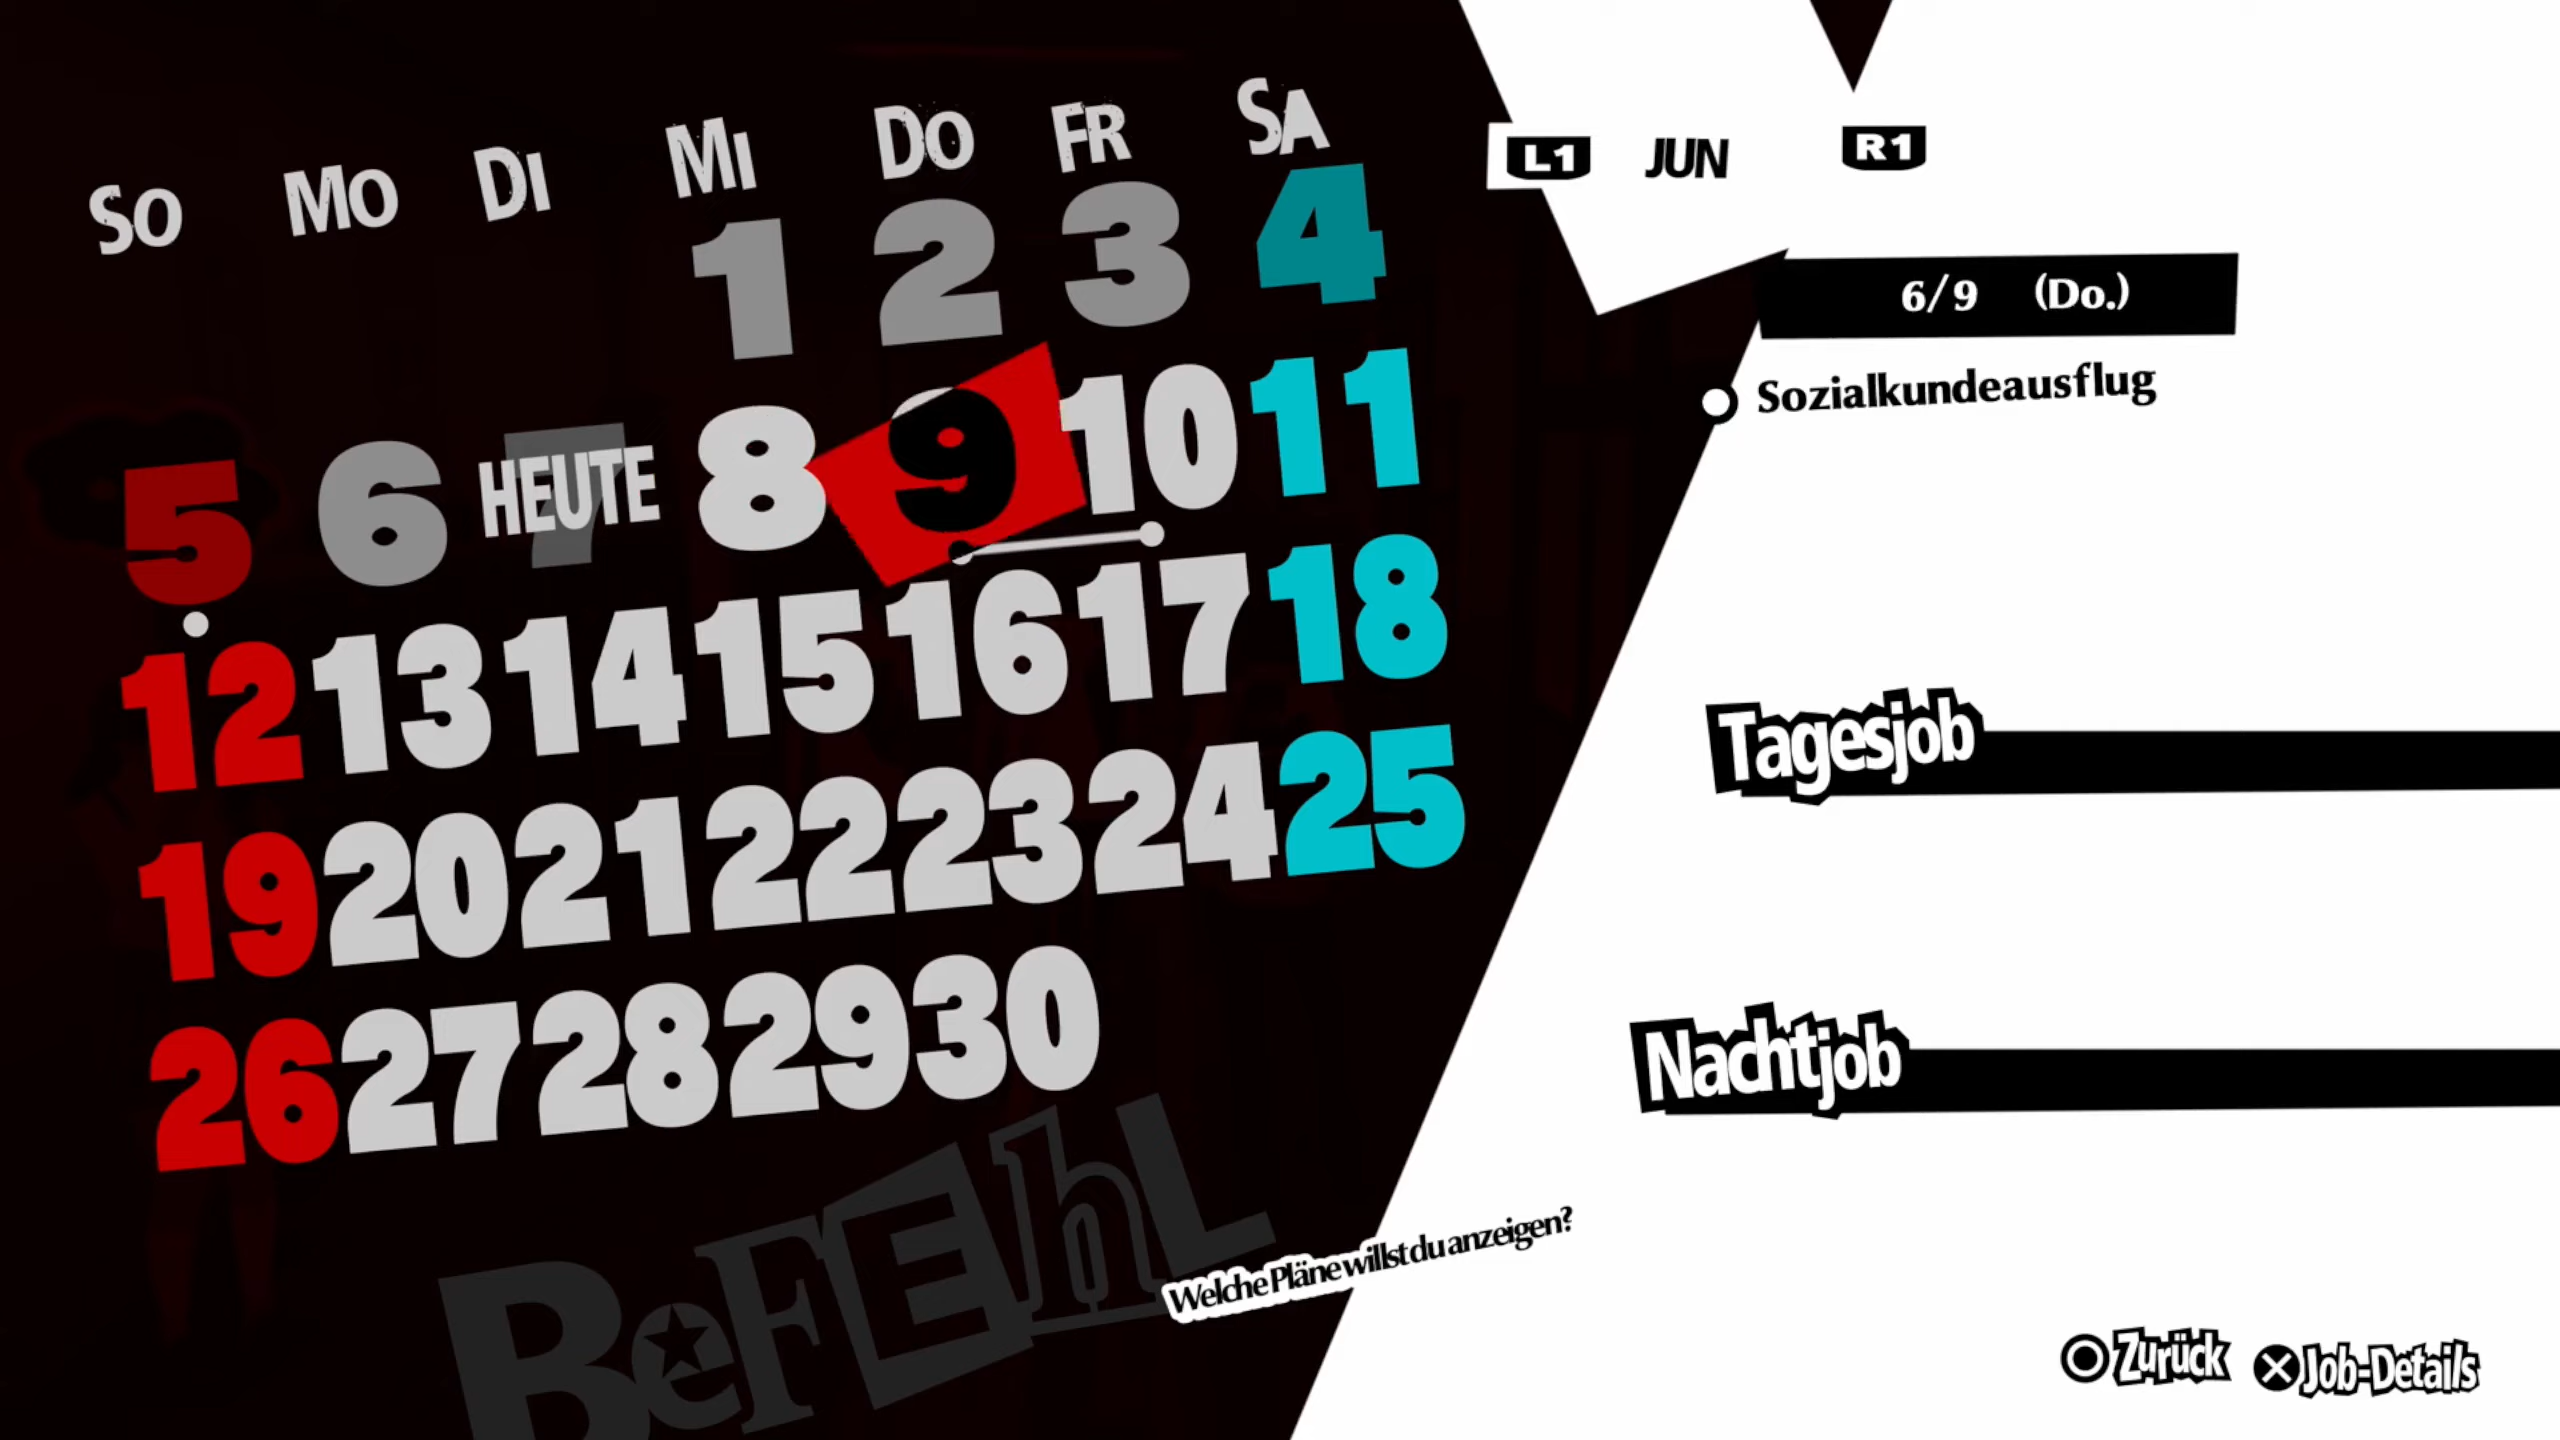 So Mo Di Mi Do Fr Sa
1 2 3 4
5 6 7 HEUTE 8 9 10 11
12 13 14 15 16 17 18
19 20 21 22 23 24 25
26 27 28 29 30
L1 JUN R1
6/9 (Do.)
Sozialkundeausflug
Tagesjob
Nachtjob
BeFEhL
Welche Pläne willst du anzeigen?
Zurück Job-Details